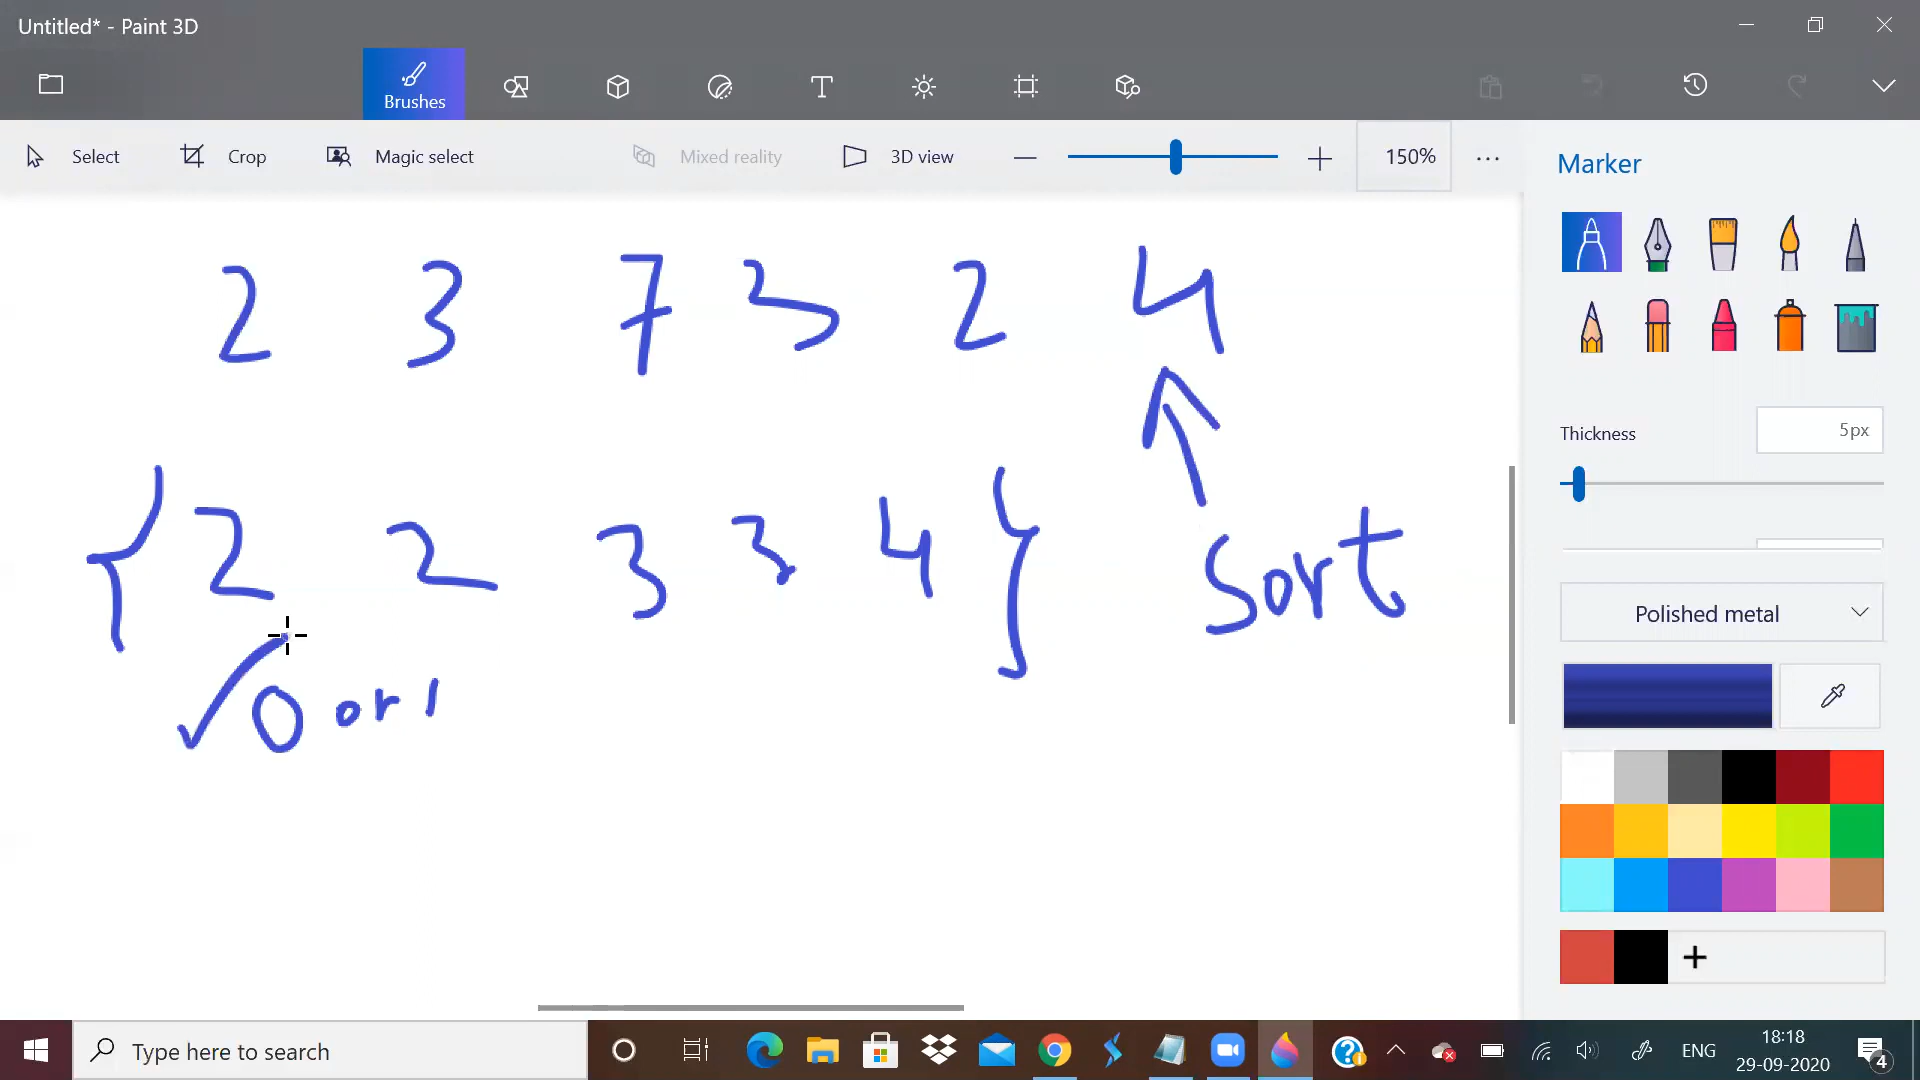 Untitled* - Paint 3D
Brushes
Select Crop Magic select Mixed reality 3D view 150%
Marker
2 3 7 3 2 4
Thickness 5px
{ 2 2 3 3 4 } Sort
Polished metal
0 or 1
Type here to search
ENG
18:18
29-09-2020
4